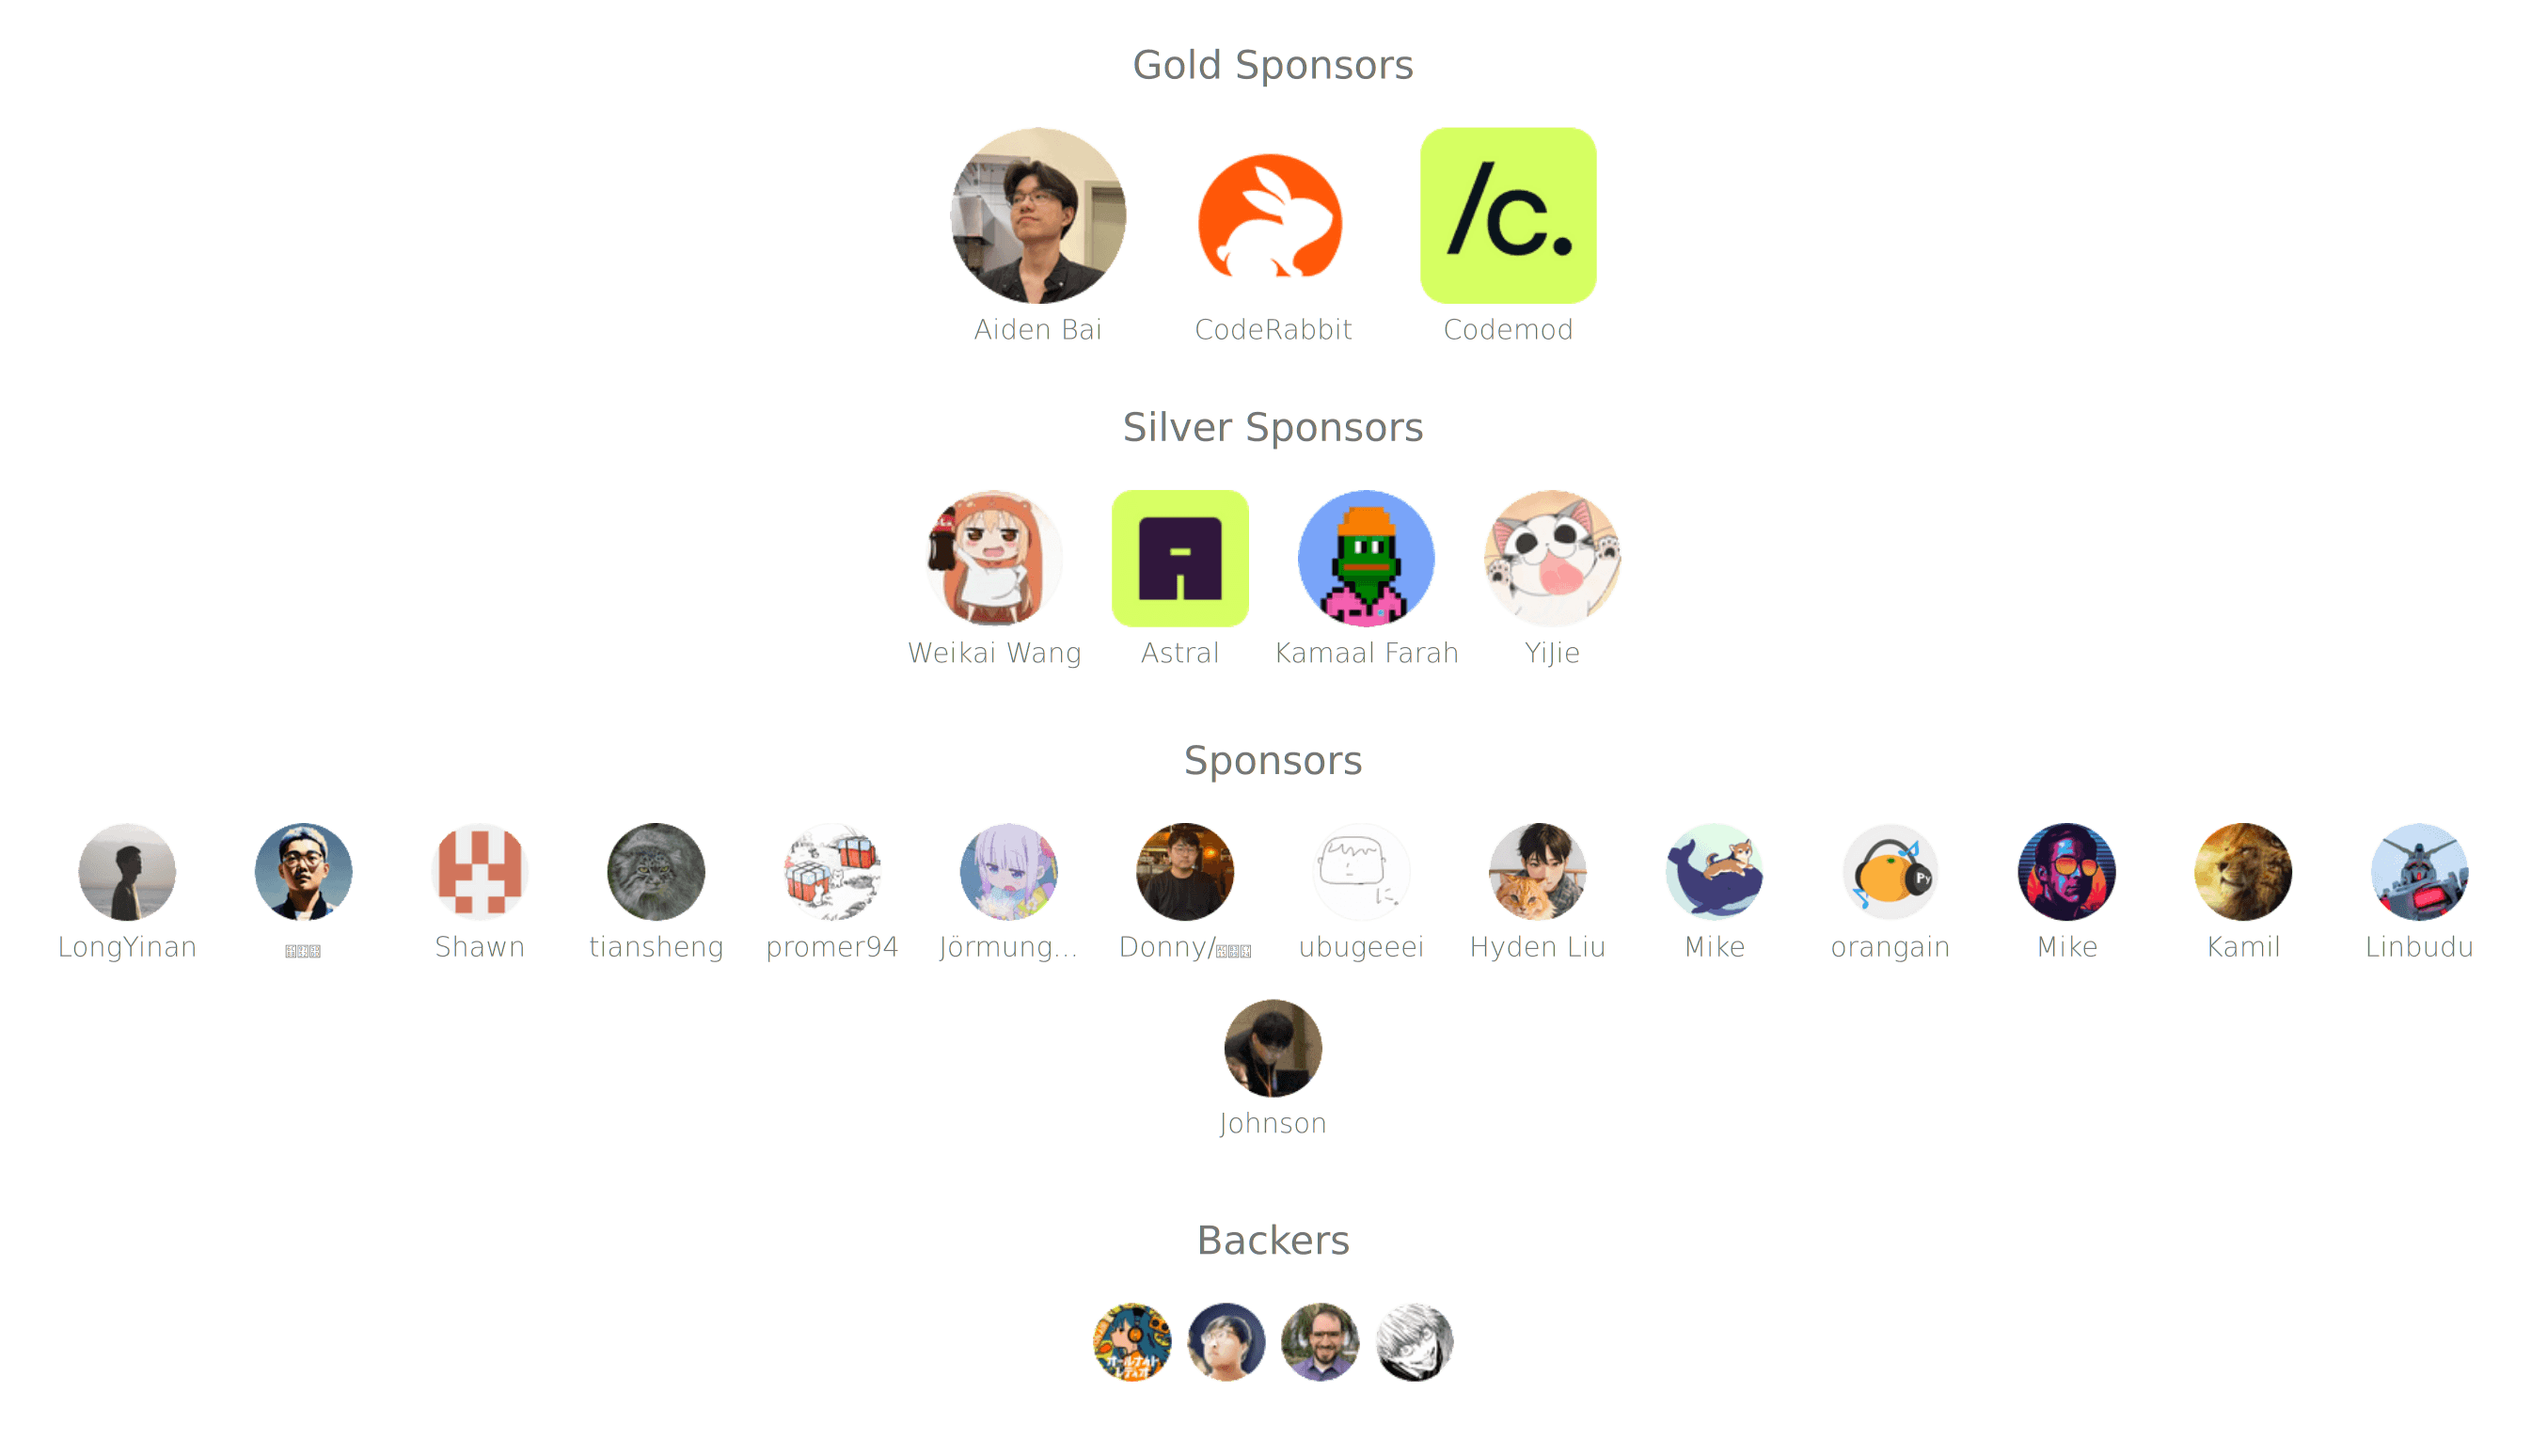 Gold Sponsors
/c.
Aiden Bai
CodeRabbit
Codemod
Silver Sponsors
A
Weikai Wang
Astral
Kamaal Farah
YiJie
Sponsors
Py
LongYinan
Shawn
tiansheng
promer94
Jörmung...
Donny/
ubugeeei
Hyden Liu
Mike
orangain
Mike
Kamil
Linbudu
Johnson
Backers